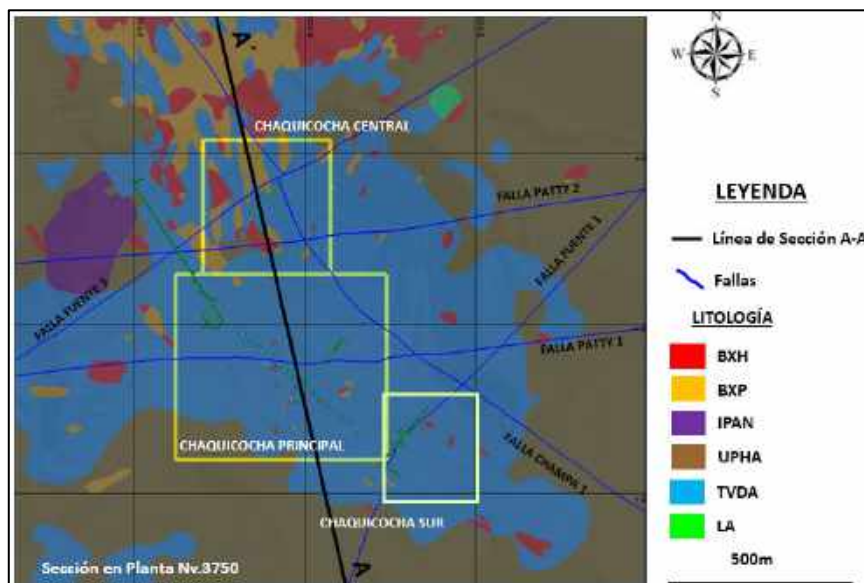 N
W E
S
A'
CHAQUICOCHA CENTRAL
FALLA PATTY 2
FALLA FUENTE 3
FALLA FUENTE 1
FALLA PATTY 1
CHAQUICOCHA PRINCIPAL
FALLA CHAMPA 1
CHAQUICOCHA SUR
A
Sección en Planta Nv.3750
LEYENDA
Línea de Sección A-A
Fallas
LITOLOGÍA
BXH
BXP
IPAN
UPHA
TVDA
LA
500m